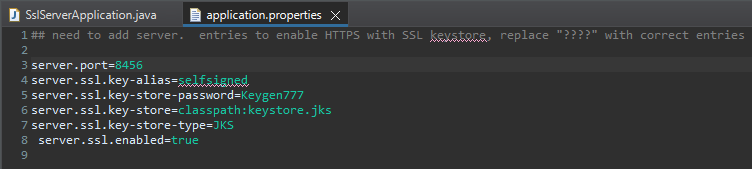 SslServerApplication.java
application.properties
1 ## need to add server.  entries to enable HTTPS with SSL keystore, replace "????" with correct entries
2
3 server.port=8456
4 server.ssl.key-alias=selfsigned
5 server.ssl.key-store-password=Keygen777
6 server.ssl.key-store=classpath:keystore.jks
7 server.ssl.key-store-type=JKS
8  server.ssl.enabled=true
9